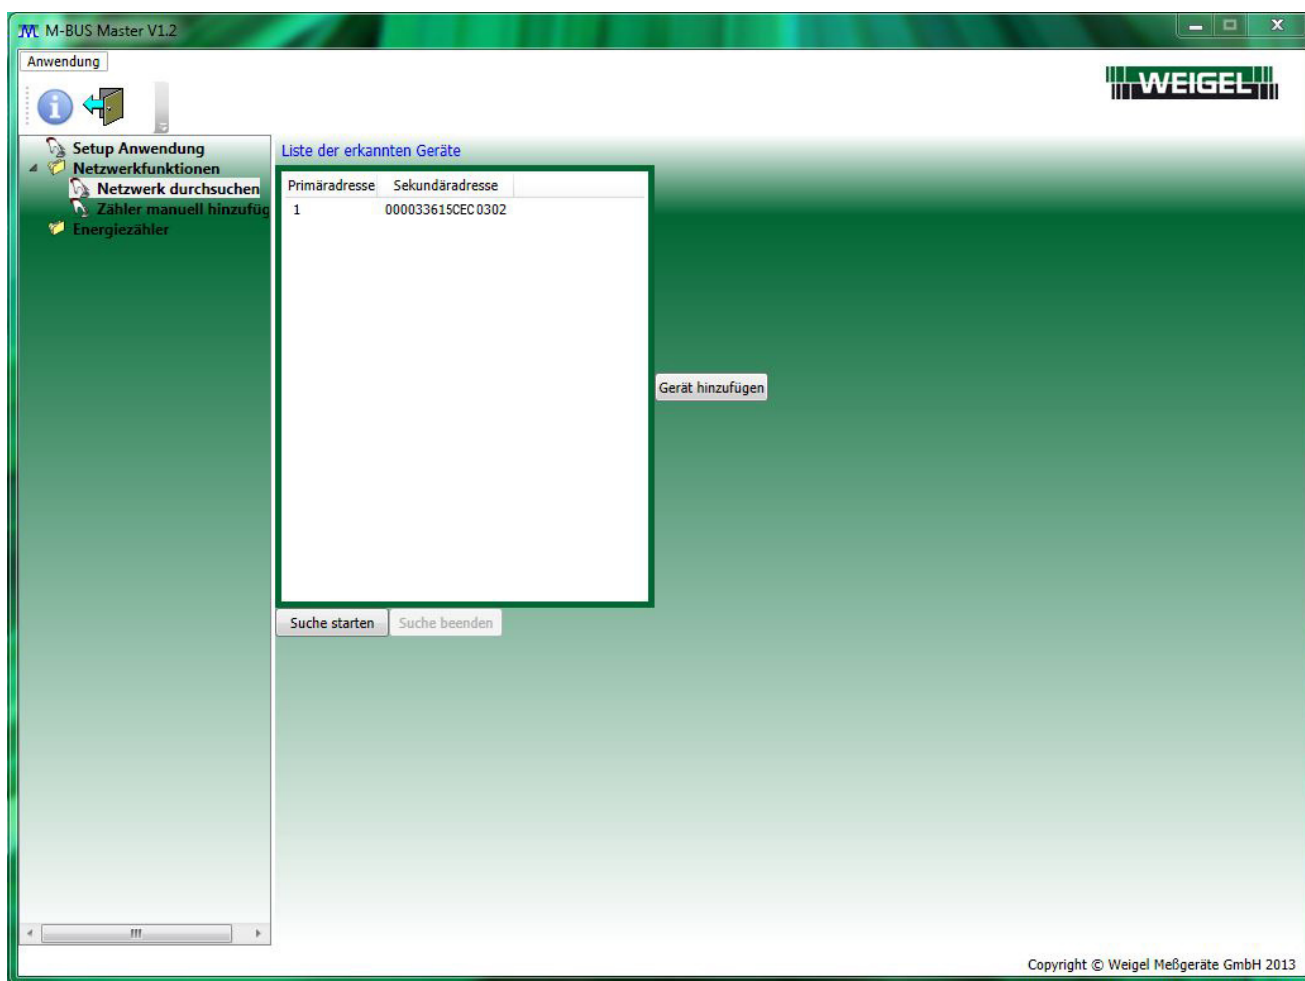 M-BUS Master V1.2
Anwendung
WEIGEL
Setup Anwendung
Netzwerkfunktionen
Netzwerk durchsuchen
Zähler manuell hinzufüg
Energiezähler
Liste der erkannten Geräte
Primäradresse Sekundäradresse
1 000033615CEC0302
Gerät hinzufügen
Suche starten Suche beenden
Copyright © Weigel Meßgeräte GmbH 2013